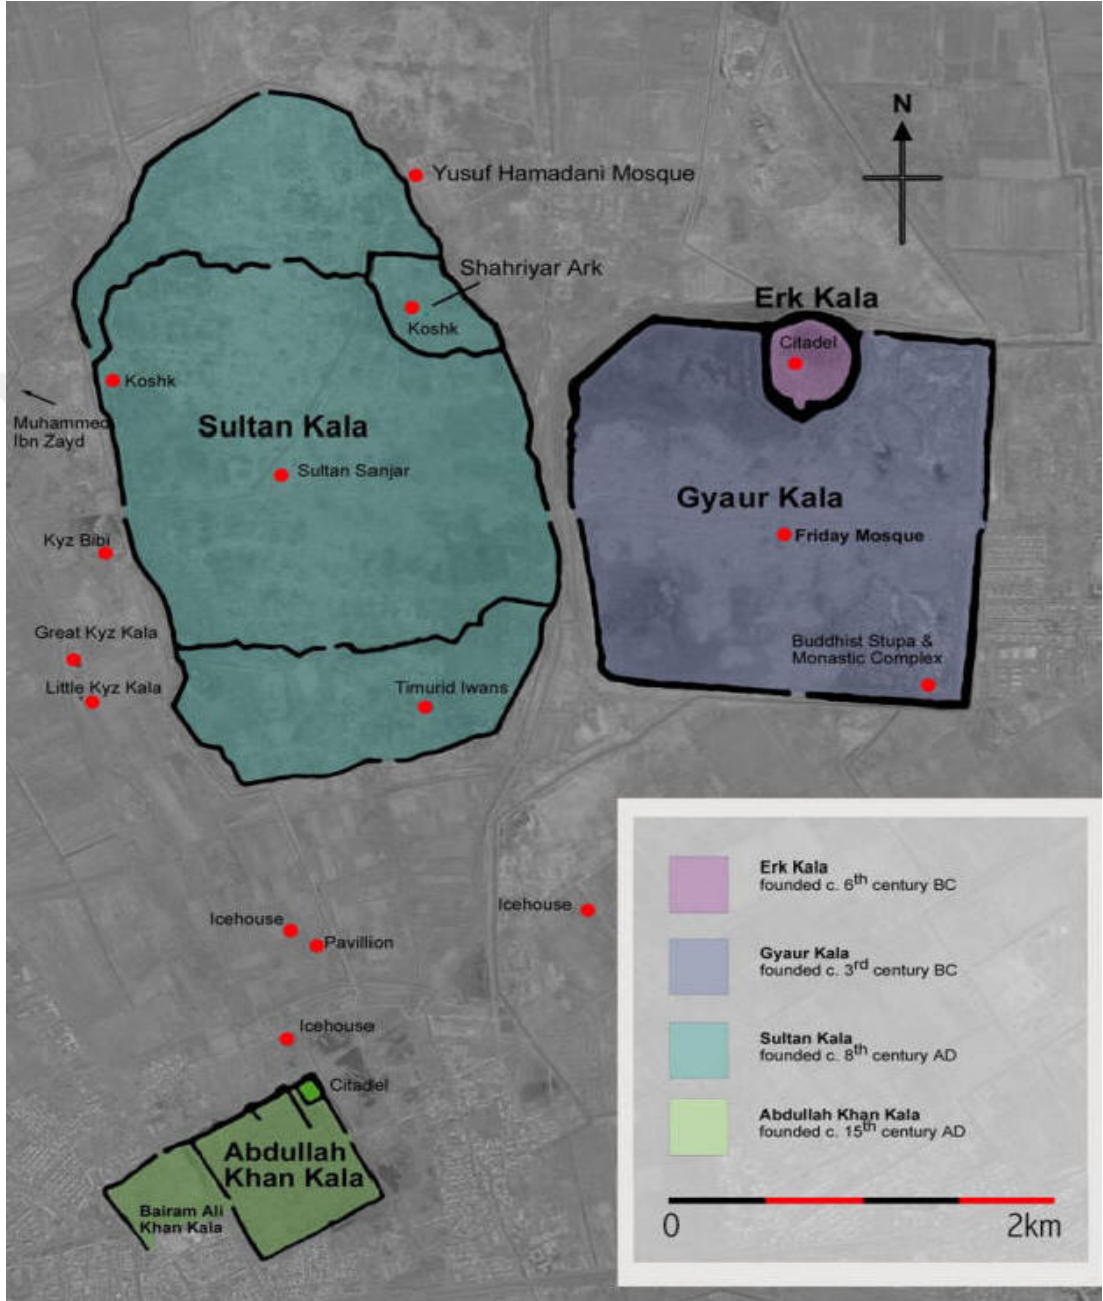 N
Yusuf Hamadani Mosque
Shahriyar Ark
Koshk
Erk Kala
Citadel
Koshk
Muhammed
Ibn Zayd
Sultan Kala
Sultan Sanjar
Gyaur Kala
Friday Mosque
Kyz Bibi
Great Kyz Kala
Little Kyz Kala
Timurid Iwans
Buddhist Stupa &
Monastic Complex
Icehouse
Icehouse
Pavillion
Icehouse
Citadel
Abdullah
Khan Kala
Bairam Ali
Khan Kala
Erk Kala
founded c. 6th century BC
Gyaur Kala
founded c. 3rd century BC
Sultan Kala
founded c. 8th century AD
Abdullah Khan Kala
founded c. 15th century AD
0 2km